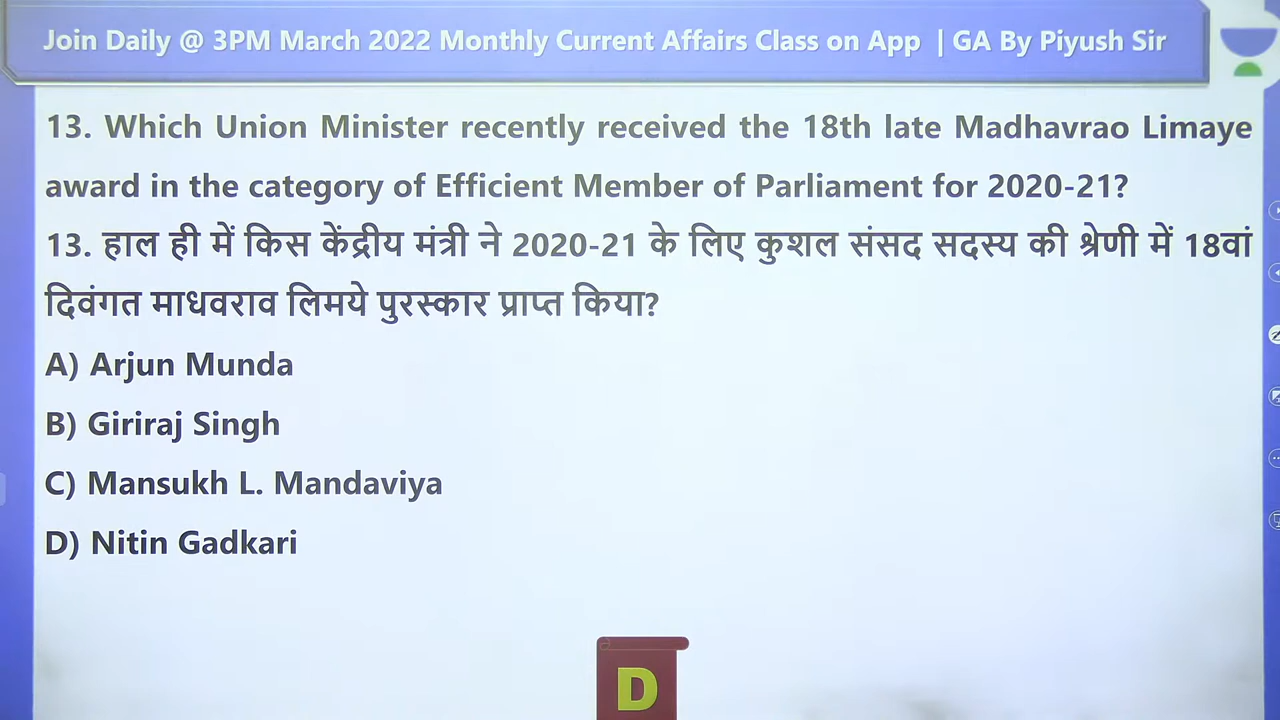 Join Daily @ 3PM March 2022 Monthly Current Affairs Class on App | GA By Piyush Sir
13. Which Union Minister recently received the 18th late Madhavrao Limaye
award in the category of Efficient Member of Parliament for 2020-21?
13. हाल ही में किस केंद्रीय मंत्री ने 2020-21 के लिए कुशल संसद सदस्य की श्रेणी में 18वां
दिवंगत माधवराव लिमये पुरस्कार प्राप्त किया?
A) Arjun Munda
B) Giriraj Singh
C) Mansukh L. Mandaviya
D) Nitin Gadkari
D